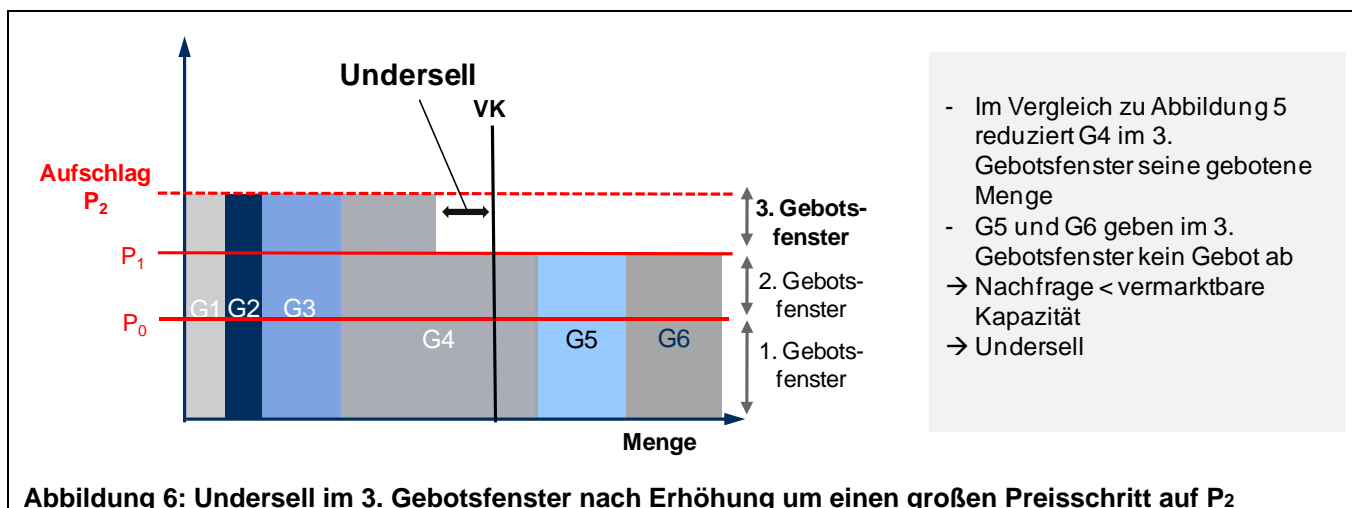 Undersell
VK
Aufschlag
P2
P1
P0
G1 G2 G3
G4 G5 G6
3. Gebots-
fenster
2. Gebots-
fenster
1. Gebots-
fenster
Menge
- Im Vergleich zu Abbildung 5
reduziert G4 im 3.
Gebotsfenster seine gebotene
Menge
- G5 und G6 geben im 3.
Gebotsfenster kein Gebot ab
→ Nachfrage < vermarktbare
Kapazität
→ Undersell
Abbildung 6: Undersell im 3. Gebotsfenster nach Erhöhung um einen großen Preisschritt auf P2